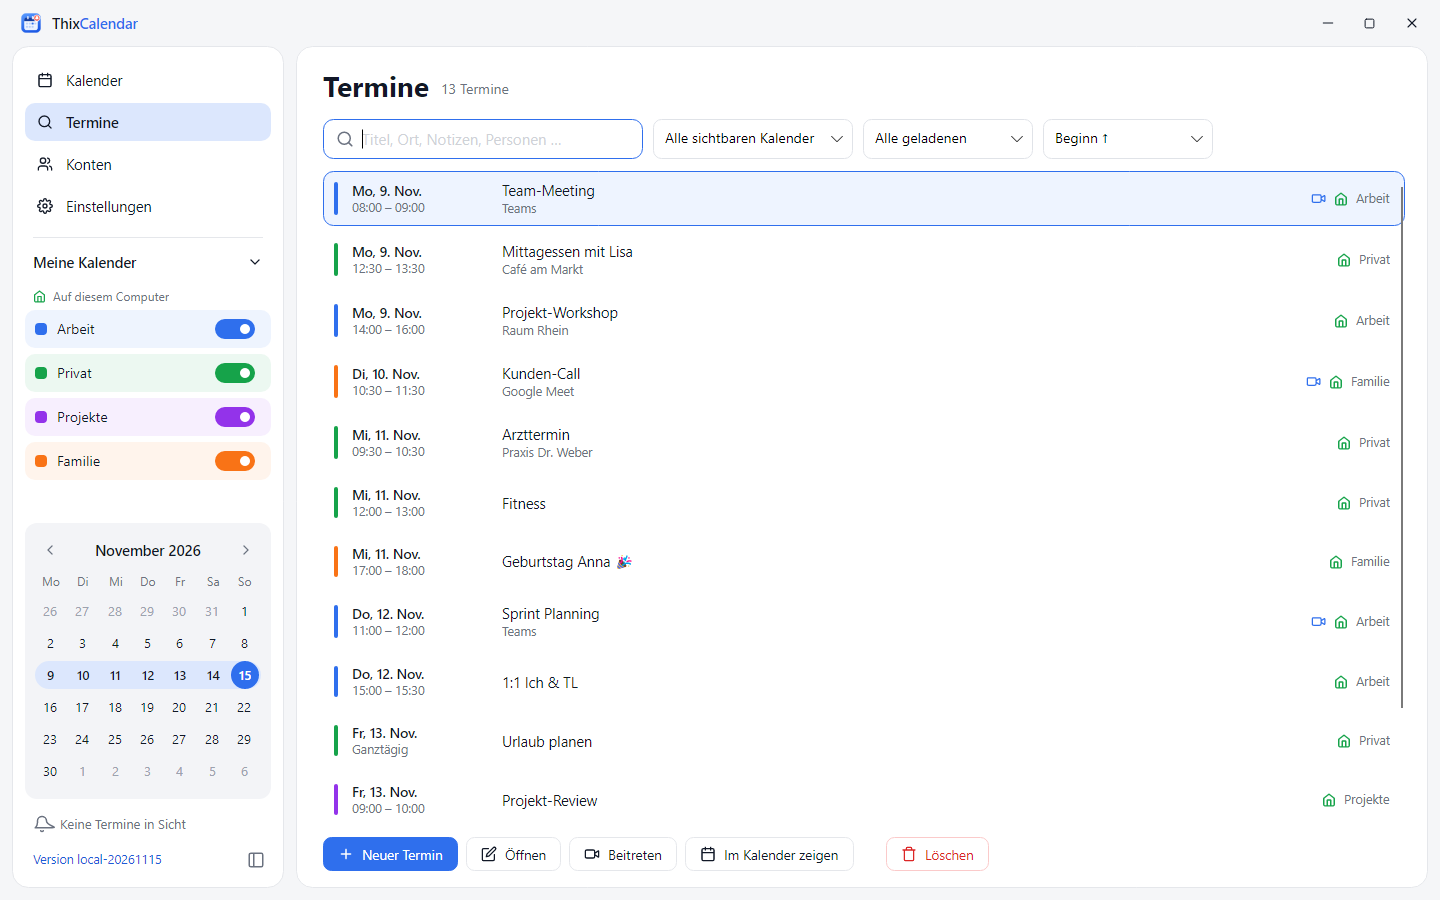 ThixCalendar
Kalender
Termine
Konten
Einstellungen
Meine Kalender
Auf diesem Computer
Arbeit
Privat
Projekte
Familie
November 2026
Mo Di Mi Do Fr Sa So
26 27 28 29 30 31 1
2 3 4 5 6 7 8
9 10 11 12 13 14 15
16 17 18 19 20 21 22
23 24 25 26 27 28 29
30 1 2 3 4 5 6
Keine Termine in Sicht
Version local-20261115
Termine 13 Termine
Titel, Ort, Notizen, Personen ... Alle sichtbaren Kalender Alle geladenen Beginn ↑
Mo, 9. Nov. Team-Meeting
08:00 – 09:00 Teams Arbeit
Mo, 9. Nov. Mittagessen mit Lisa
12:30 – 13:30 Café am Markt Privat
Mo, 9. Nov. Projekt-Workshop
14:00 – 16:00 Raum Rhein Arbeit
Di, 10. Nov. Kunden-Call
10:30 – 11:30 Google Meet Familie
Mi, 11. Nov. Arzttermin
09:30 – 10:30 Praxis Dr. Weber Privat
Mi, 11. Nov.
12:00 – 13:00 Fitness Privat
Mi, 11. Nov.
17:00 – 18:00 Geburtstag Anna 🎉 Familie
Do, 12. Nov. Sprint Planning
11:00 – 12:00 Teams Arbeit
Do, 12. Nov.
15:00 – 15:30 1:1 Ich & TL Arbeit
Fr, 13. Nov.
Ganztägig Urlaub planen Privat
Fr, 13. Nov.
09:00 – 10:00 Projekt-Review Projekte
Neuer Termin Öffnen Beitreten Im Kalender zeigen Löschen